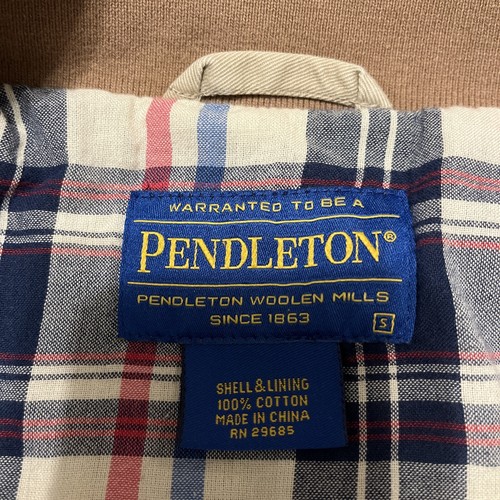 WARRANTED TO BE A
PENDLETON®
PENDLETON WOOLEN MILLS
SINCE 1863
S
SHELL & LINING
100% COTTON
MADE IN CHINA
RN 29685